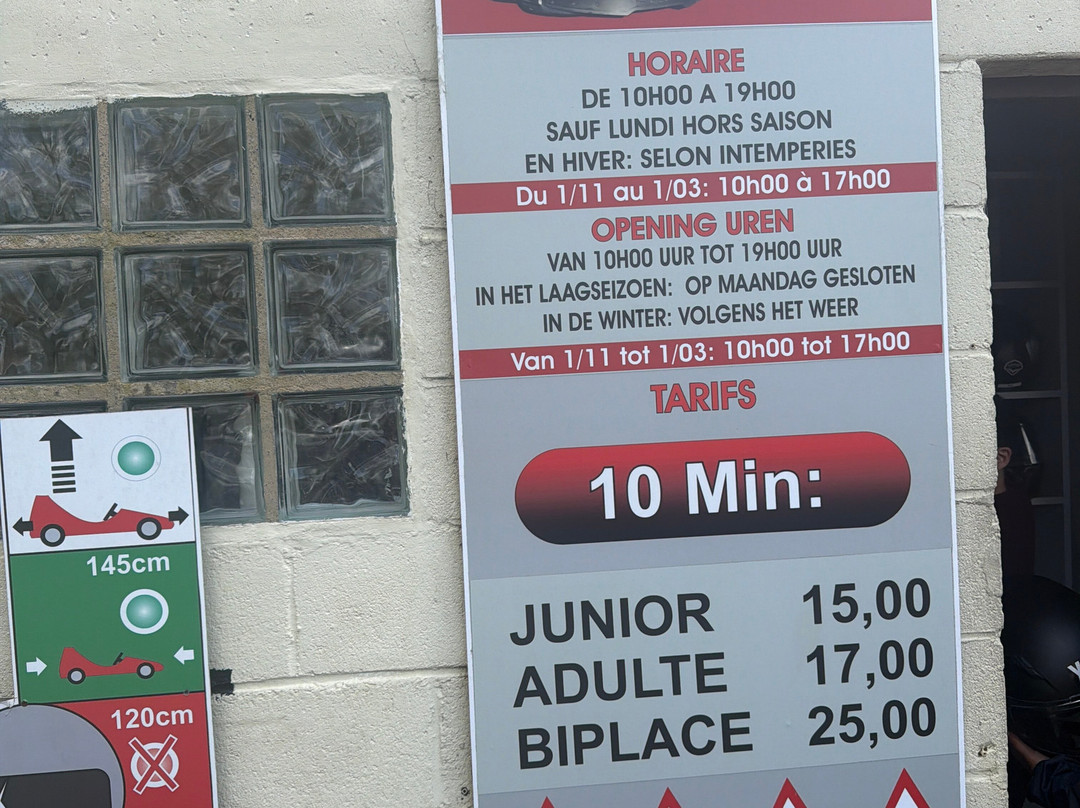 HORAIRE
DE 10H00 A 19H00
SAUF LUNDI HORS SAISON
EN HIVER: SELON INTEMPERIES
Du 1/11 au 1/03: 10h00 à 17h00
OPENING UREN
VAN 10H00 UUR TOT 19H00 UUR
IN HET LAAGSEIZOEN: OP MAANDAG GESLOTEN
IN DE WINTER: VOLGENS HET WEER
Van 1/11 tot 1/03: 10h00 tot 17h00
TARIFS
10 Min:
JUNIOR 15,00
ADULTE 17,00
BIPLACE 25,00
145cm
120cm